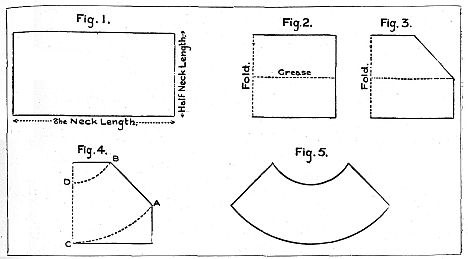 Fig. 1.
Half Neck Length.
The Neck Length.
Fig. 2.
Fold.
Crease
Fig. 3.
Fold.
Fig. 4.
B
D
A
C
Fig. 5.